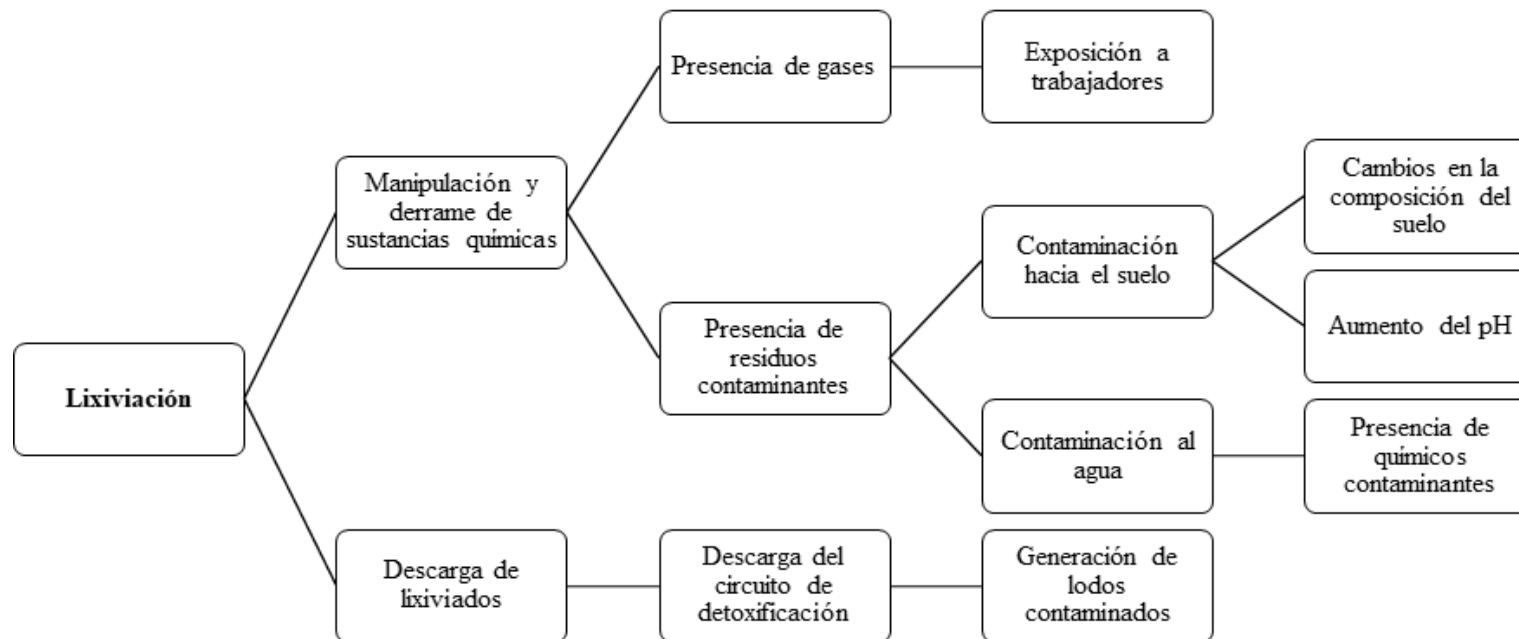 Presencia de gases
Exposición a
trabajadores
Manipulación y
derrame de
sustancias químicas
Cambios en la
composición del
suelo
Contaminación
hacia el suelo
Aumento del pH
Presencia de
residuos
contaminantes
Lixiviación
Contaminación al
agua
Presencia de
químicos
contaminantes
Descarga de
lixiviados
Descarga del
circuito de
detoxificación
Generación de
lodos
contaminados